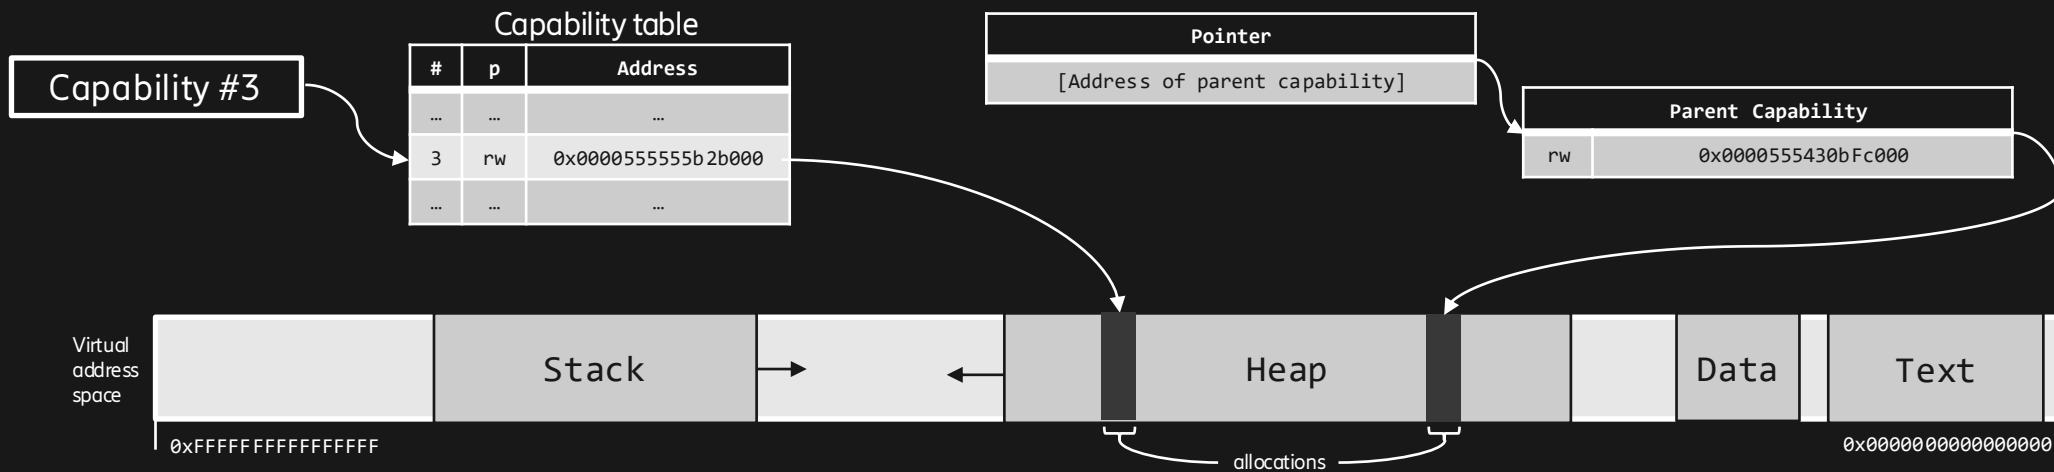 Capability table
Capability #3
# p Address
… … …
3 rw 0x0000555555b2b000
… … …
Pointer
[Address of parent capability]
Parent Capability
rw 0x0000555430bFc000
Virtual
address
space
Stack
Heap
Data
Text
0xFFFFFFFFFFFFFFFF
allocations
0x0000000000000000